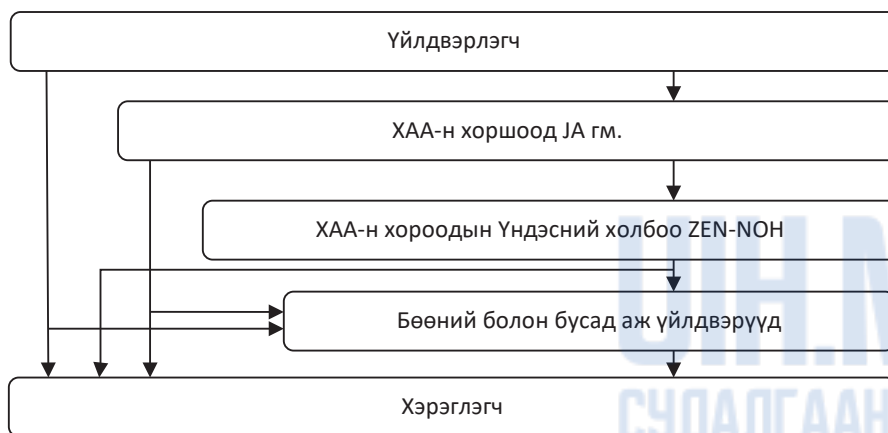 Үйлдвэрлэгч
ХАА-н хоршоод JA гм.
ХАА-н хороодын Үндэсний холбоо ZEN-NOH
Бөөний болон бусад аж үйлдвэрүүд
Хэрэглэгч